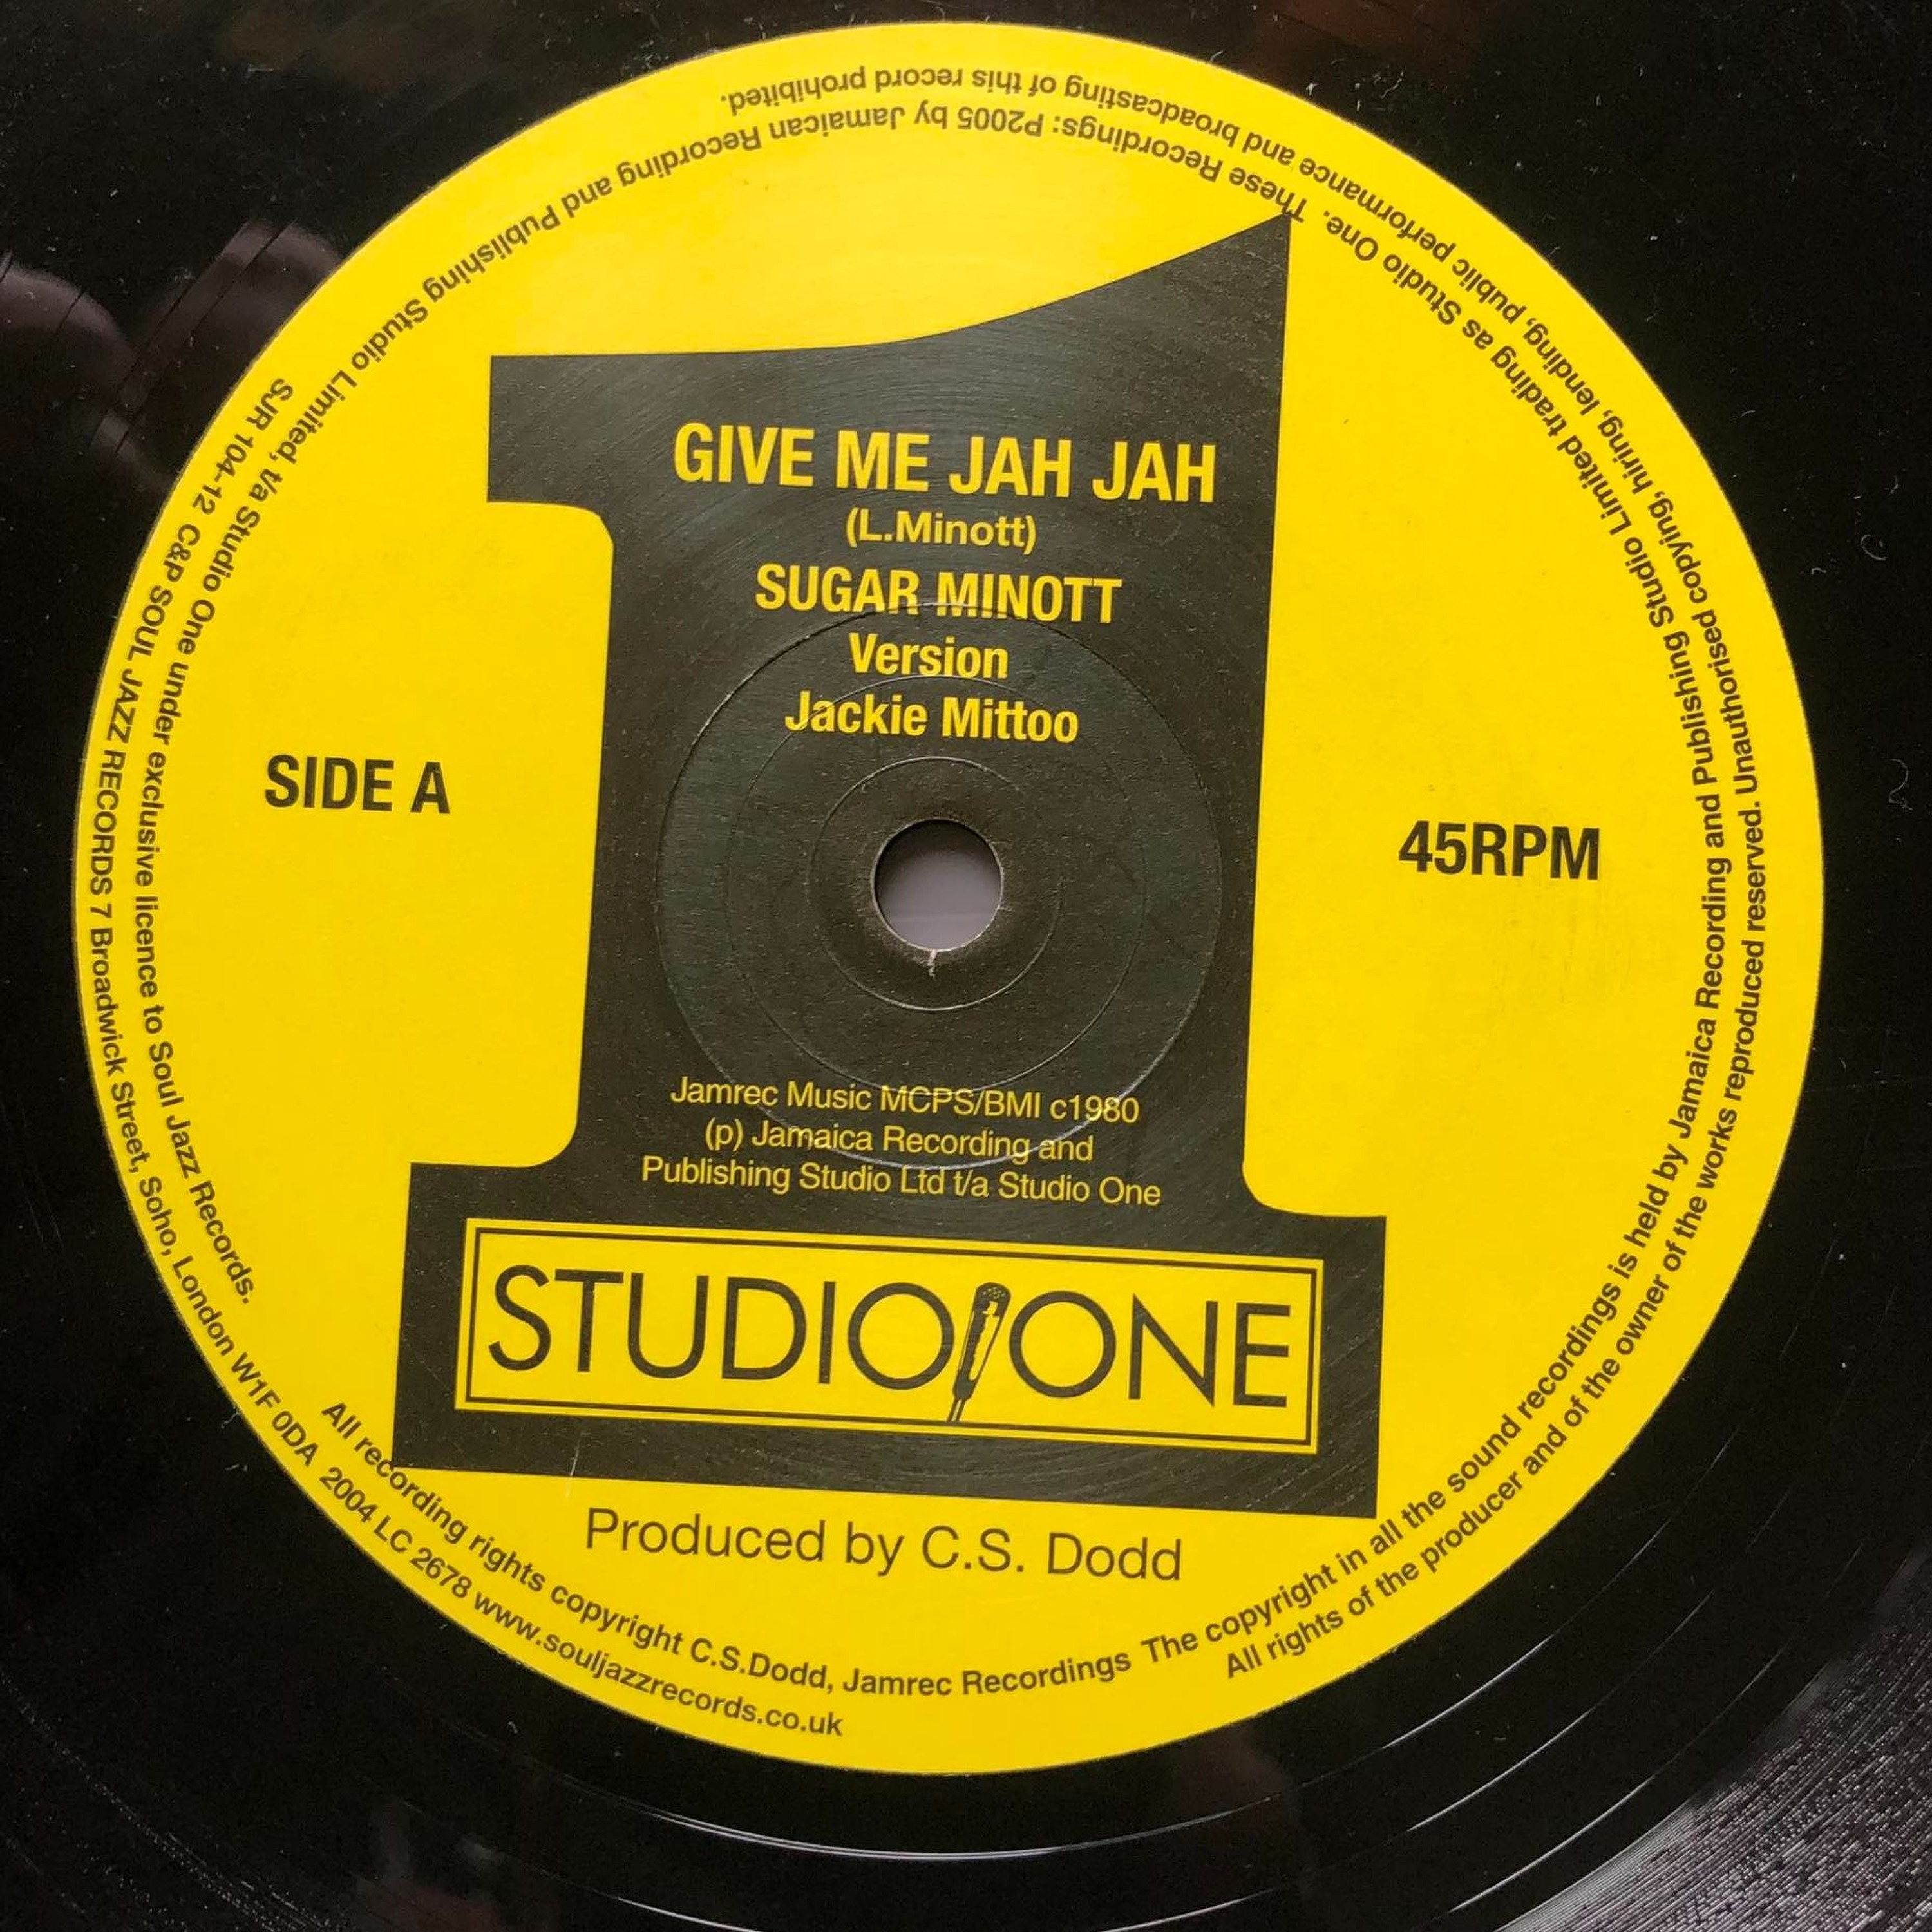 GIVE ME JAH JAH
(L.Minott)
SUGAR MINOTT
Version
Jackie Mittoo
SIDE A
45RPM
Jamrec Music MCPS/BMI c1980
(p) Jamaica Recording and
Publishing Studio Ltd t/a Studio One
STUDIO ONE
Produced by C.S. Dodd
SJR 104-12 C&P SOUL JAZZ RECORDS 7 Broadwick Street, Soho, London W1F 0DA 2004 LC 2678 www.souljazzrecords.co.uk
All recording rights copyright C.S.Dodd, Jamrec Recordings The copyright in all the sound recordings is held by Jamaica Recording and Publishing Studio Limited trading as Studio One. These Recordings: P2005 by Jamaican Recording and Publishing Studio Limited, t/a Studio One under exclusive licence to Soul Jazz Records.
All rights of the producer and of the owner of the works reproduced reserved. Unauthorised copying, hiring, lending, public performance and broadcasting of this record prohibited.